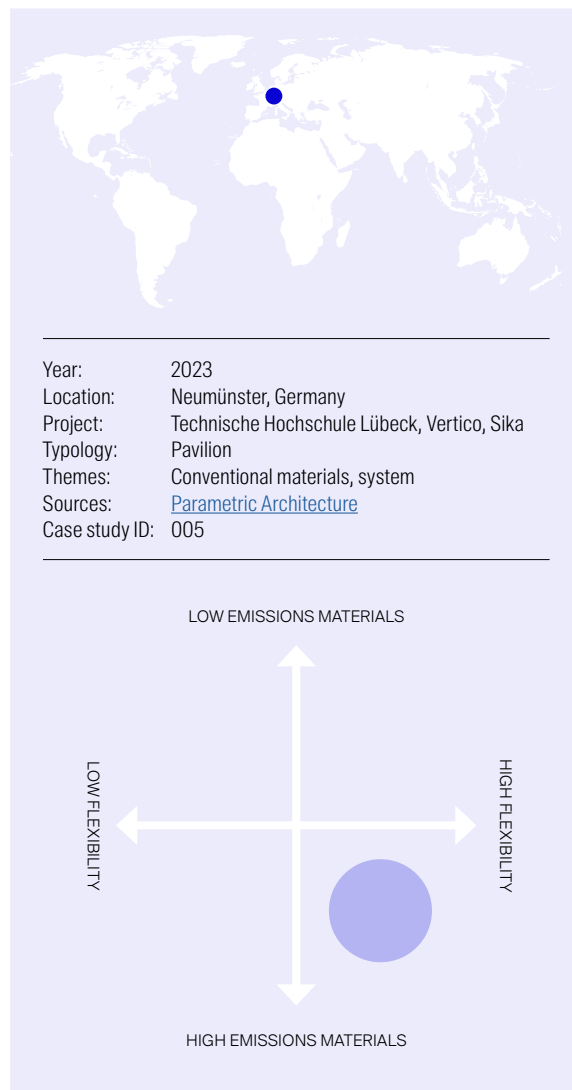 Year: 2023
Location: Neumünster, Germany
Project: Technische Hochschule Lübeck, Vertico, Sika
Typology: Pavilion
Themes: Conventional materials, system
Sources: Parametric Architecture
Case study ID: 005
LOW EMISSIONS MATERIALS
LOW FLEXIBILITY
HIGH FLEXIBILITY
HIGH EMISSIONS MATERIALS